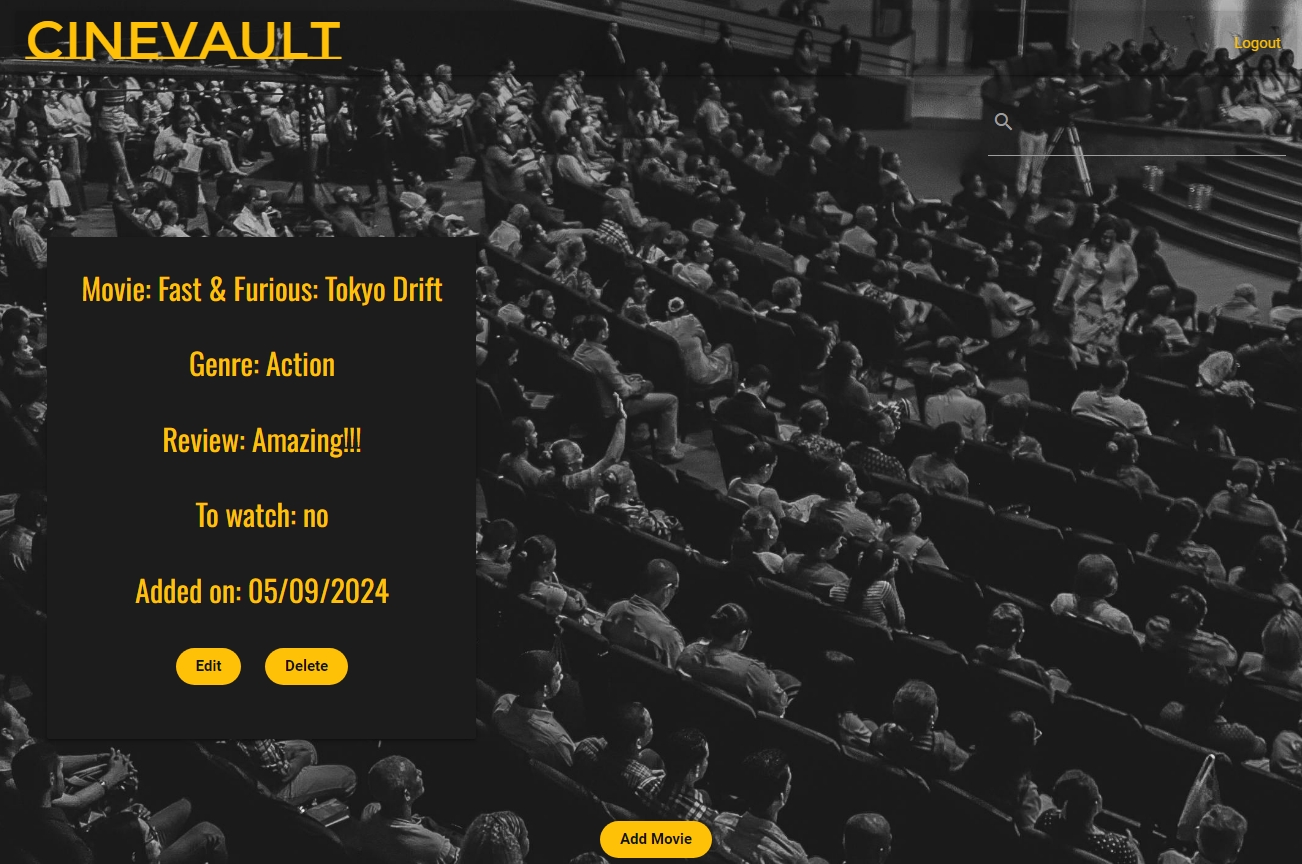 CINEVAULT
Logout
Movie: Fast & Furious: Tokyo Drift
Genre: Action
Review: Amazing!!!
To watch: no
Added on: 05/09/2024
Edit Delete
Add Movie